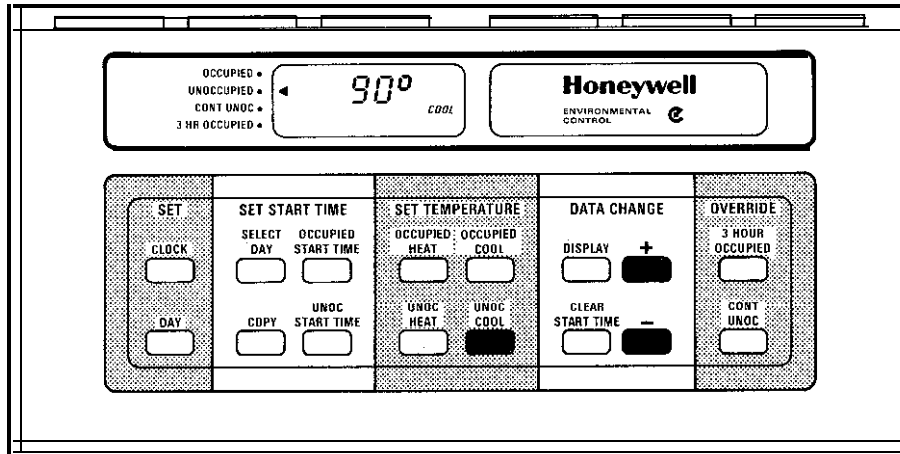 OCCUPIED •
UNOCCUPIED •
CONT UNOC •
3 HR OCCUPIED •
90°
COOL
Honeywell
ENVIRONMENTAL
CONTROL
SET
CLOCK
DAY
SET START TIME
SELECT
DAY
OCCUPIED
START TIME
COPY
UNOC
START TIME
SET TEMPERATURE
OCCUPIED
HEAT
OCCUPIED
COOL
UNOC
HEAT
UNOC
COOL
DATA CHANGE
DISPLAY
+
CLEAR
START TIME
−
OVERRIDE
3 HOUR
OCCUPIED
CONT
UNOC